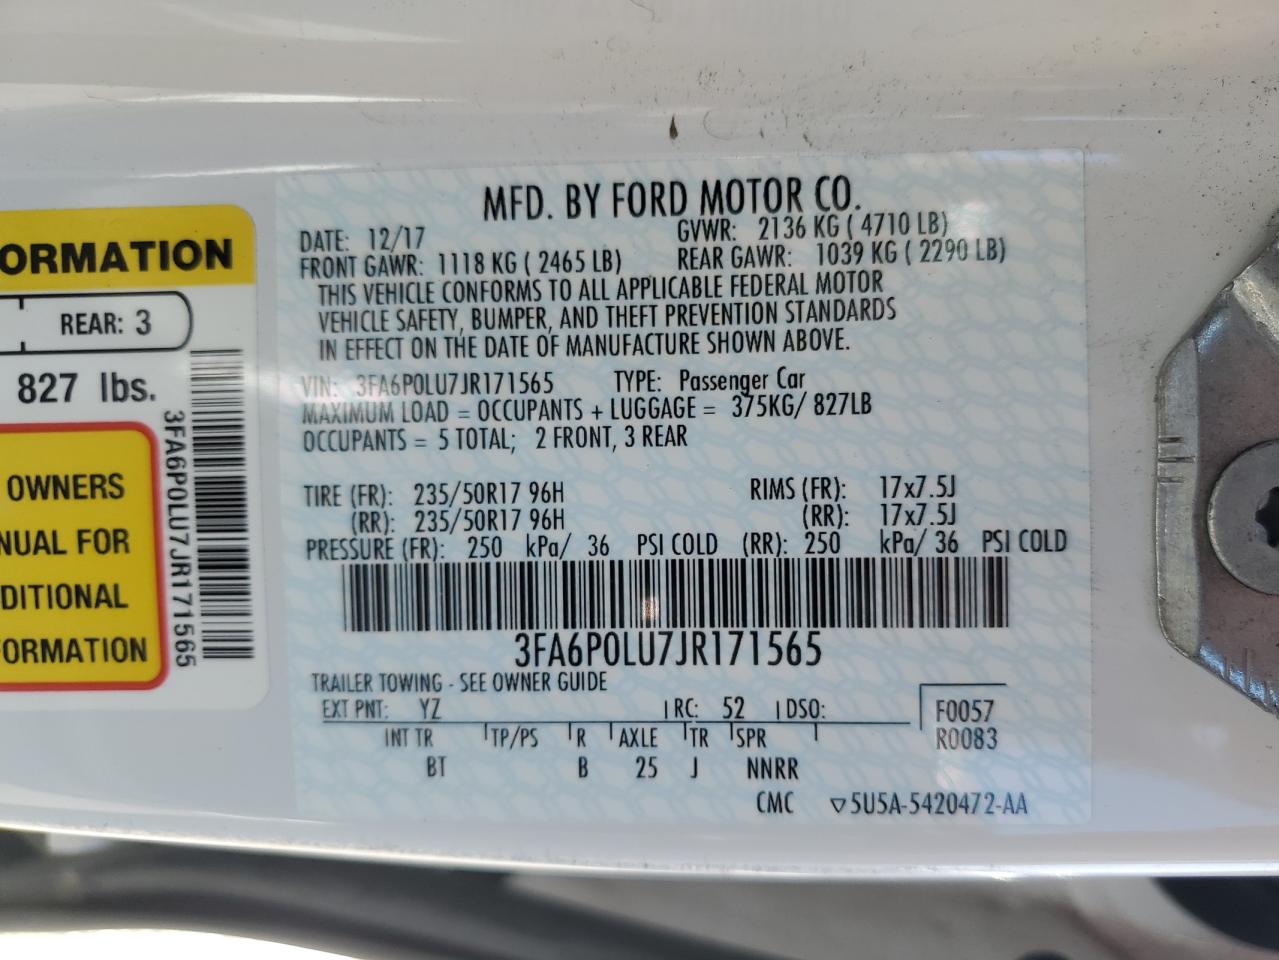 ORMATION
REAR: 3
827 lbs.
OWNERS
NUAL FOR
DITIONAL
FORMATION
3FA6P0LU7JR171565
MFD. BY FORD MOTOR CO.
DATE: 12/17 GVWR: 2136 KG ( 4710 LB)
FRONT GAWR: 1118 KG ( 2465 LB) REAR GAWR: 1039 KG ( 2290 LB)
THIS VEHICLE CONFORMS TO ALL APPLICABLE FEDERAL MOTOR
VEHICLE SAFETY, BUMPER, AND THEFT PREVENTION STANDARDS
IN EFFECT ON THE DATE OF MANUFACTURE SHOWN ABOVE.
VIN: 3FA6P0LU7JR171565 TYPE: Passenger Car
MAXIMUM LOAD = OCCUPANTS + LUGGAGE = 375KG/ 827LB
OCCUPANTS = 5 TOTAL; 2 FRONT, 3 REAR
TIRE (FR): 235/50R17 96H RIMS (FR): 17x7.5J
(RR): 235/50R17 96H (RR): 17x7.5J
PRESSURE (FR): 250 kPa/ 36 PSI COLD (RR): 250 kPa/ 36 PSI COLD
3FA6P0LU7JR171565
TRAILER TOWING - SEE OWNER GUIDE
EXT PNT: YZ RC: 52 DSO: F0057
INT TR TP/PS R AXLE TR SPR R0083
BT B 25 J NNRR
CMC ▽5U5A-5420472-AA